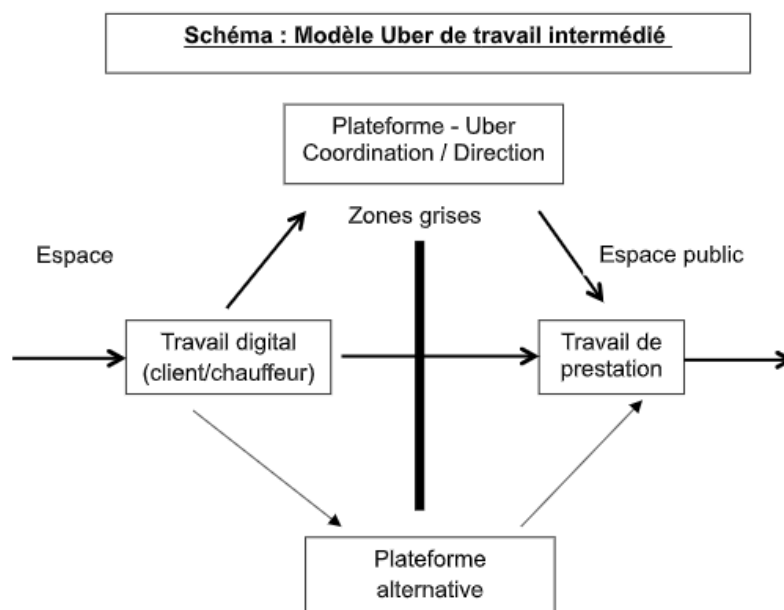 Schéma : Modèle Uber de travail intermédié
Plateforme - Uber
Coordination / Direction
Zones grises
Espace
Espace public
Travail digital
(client/chauffeur)
Travail de
prestation
Plateforme
alternative